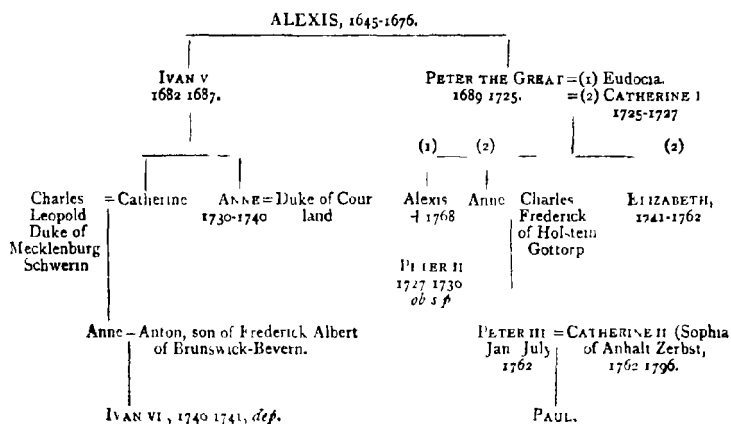 ALEXIS, 1645-1676.
IVAN V
1682 1687.
PETER THE GREAT = (1) Eudocia.
1689 1725. = (2) CATHERINE I
1725-1727
(1) (2) (2)
Charles = Catherine
Leopold
Duke of
Mecklenburg
Schwerin
ANNE = Duke of Cour
1730-1740 land
Alexis
1768
Anne
Charles
Frederick
of Holstein
Gottorp
ELIZABETH,
1741-1762
PETER II
1727 1730
ob s p
Anne = Anton, son of Frederick Albert
of Brunswick-Bevern.
PETER III = CATHERINE II (Sophia
Jan July of Anhalt Zerbst,
1762 1762 1796.
IVAN VI, 1740 1741, dep.
PAUL.